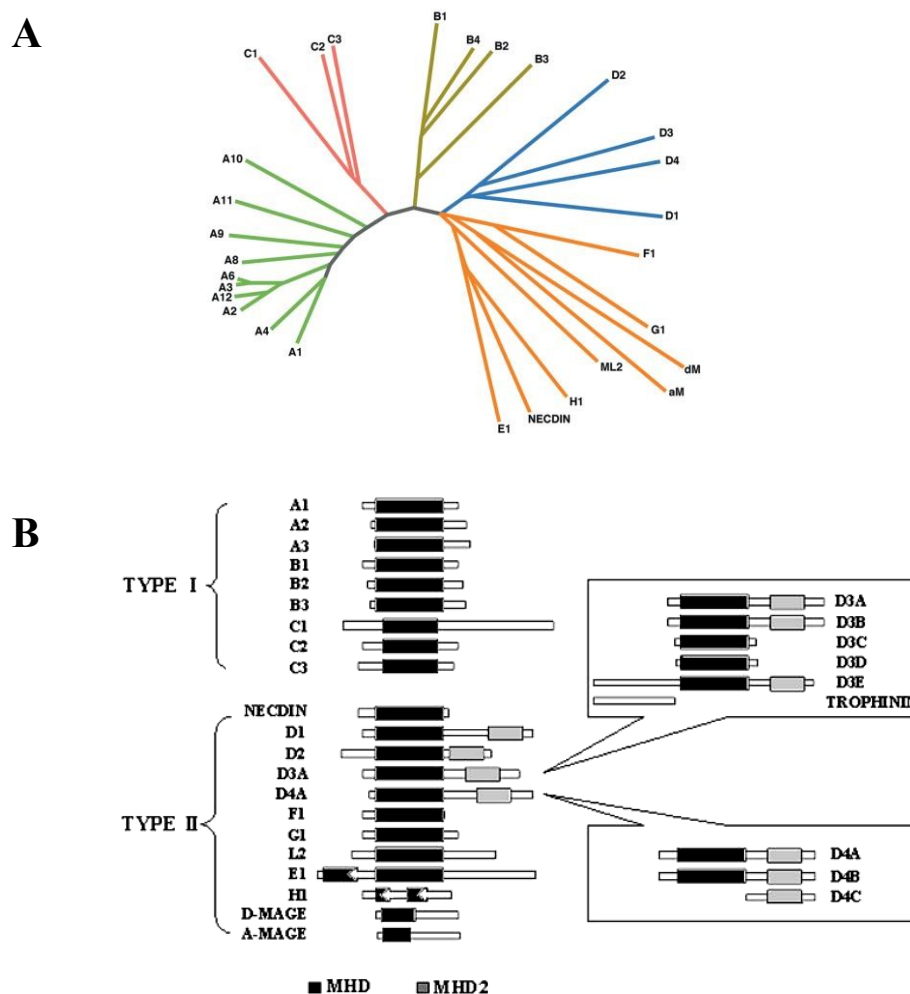 A
B1
C3
C2
C1
B4
B2
B3
D2
D3
A10
D4
A11
D1
A9
F1
A8
A6
A3
A12
A2
A4
G1
A1
ML2
dM
aM
H1
NECDIN
E1
B
TYPE I
A1
A2
A3
B1
B2
B3
C1
C2
C3
TYPE II
NECDIN
D1
D2
D3A
D4A
F1
G1
L2
E1
H1
D-MAGE
A-MAGE
D3A
D3B
D3C
D3D
D3E
TROPHININ
D4A
D4B
D4C
MHD MHD2